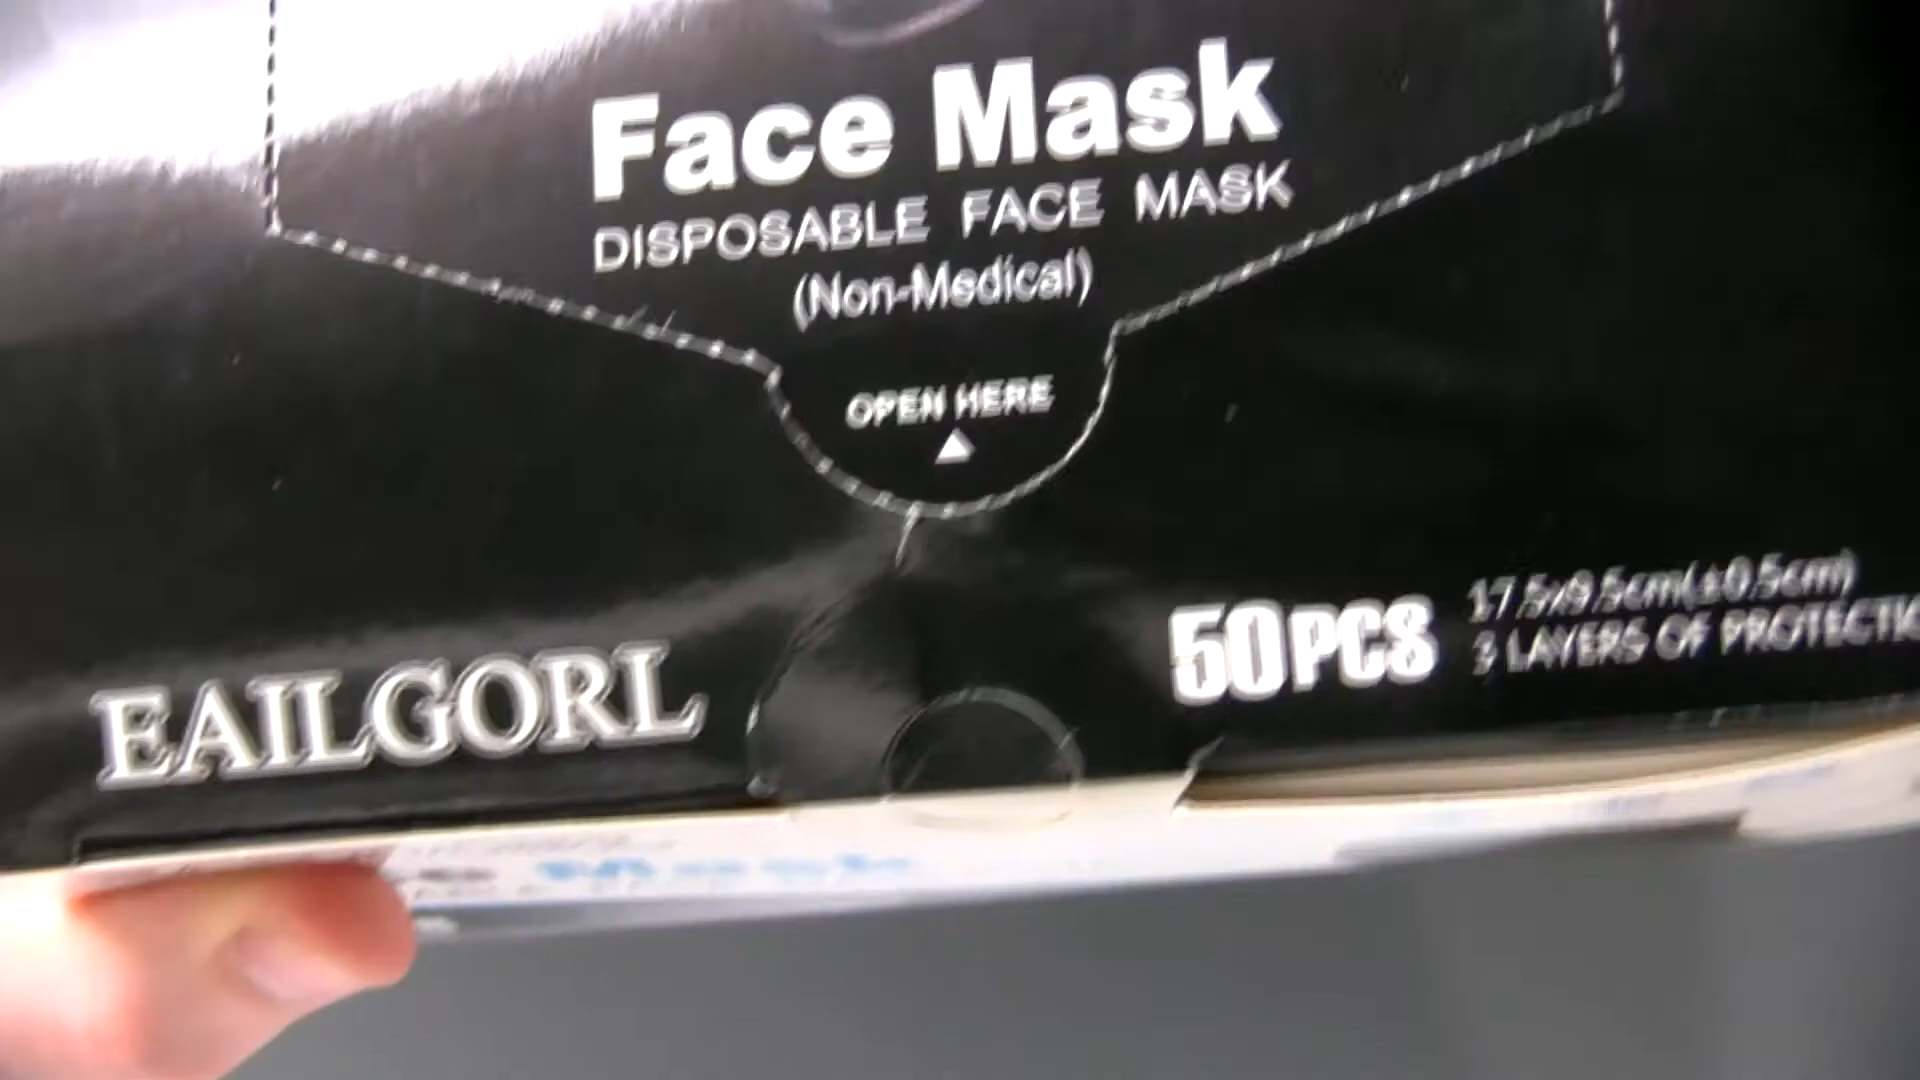 Face Mask
DISPOSABLE FACE MASK
(Non-Medical)
OPEN HERE
EAILGORL
50PCS
17.5x9.5cm(±0.5cm)
3 LAYERS OF PROTECTIO